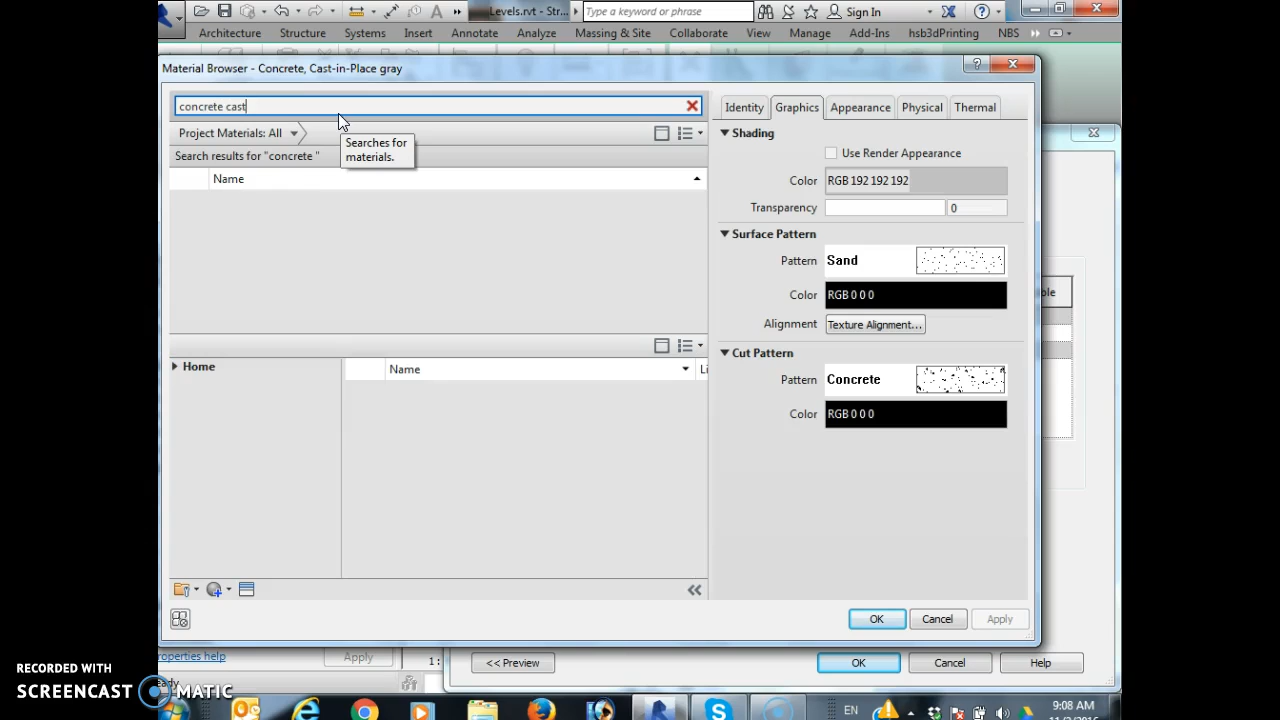 Levels.rvt - Str...
Type a keyword or phrase
Sign In
Architecture Structure Systems Insert Annotate Analyze Massing & Site Collaborate View Manage Add-Ins hsb3dPrinting NBS
Material Browser - Concrete, Cast-in-Place gray
concrete cast
Searches for
materials.
Project Materials: All
Search results for "concrete "
Name
Home
Name
Li
Identity Graphics Appearance Physical Thermal
Shading
Use Render Appearance
Color RGB 192 192 192
Transparency 0
Surface Pattern
Pattern Sand
Color RGB 0 0 0
Alignment Texture Alignment...
Cut Pattern
Pattern Concrete
Color RGB 0 0 0
OK Cancel Apply
ole
roperties help
Apply
1:
<< Preview OK Cancel Help
eady
RECORDED WITH
SCREENCAST MATIC
EN
9:08 AM